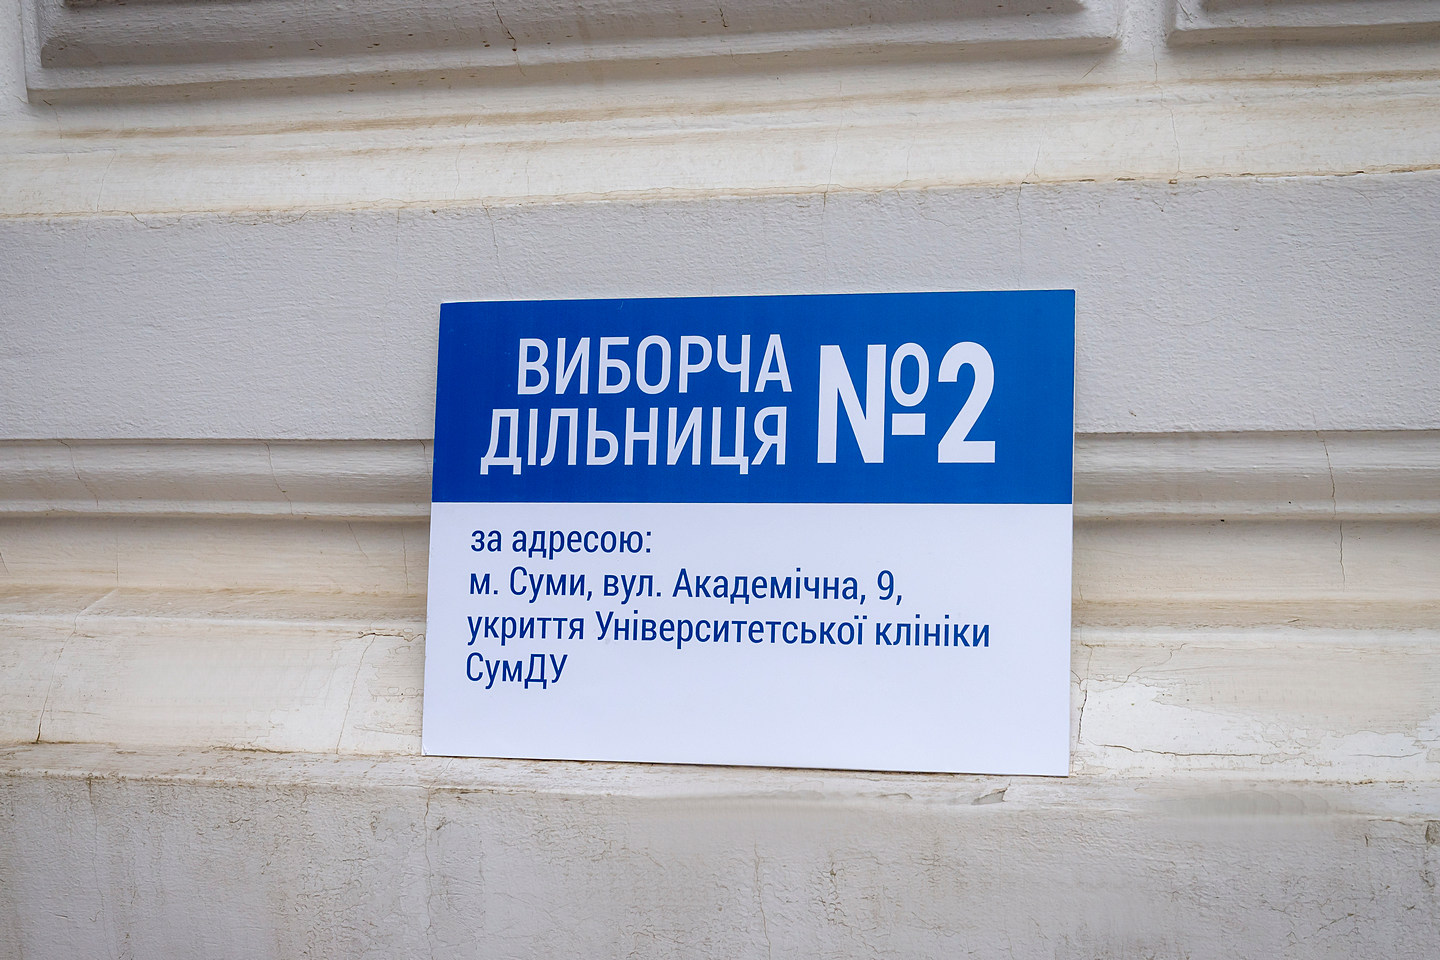 ВИБОРЧА
ДІЛЬНИЦЯ №2
за адресою:
м. Суми, вул. Академічна, 9,
укриття Університетської клініки
СумДУ